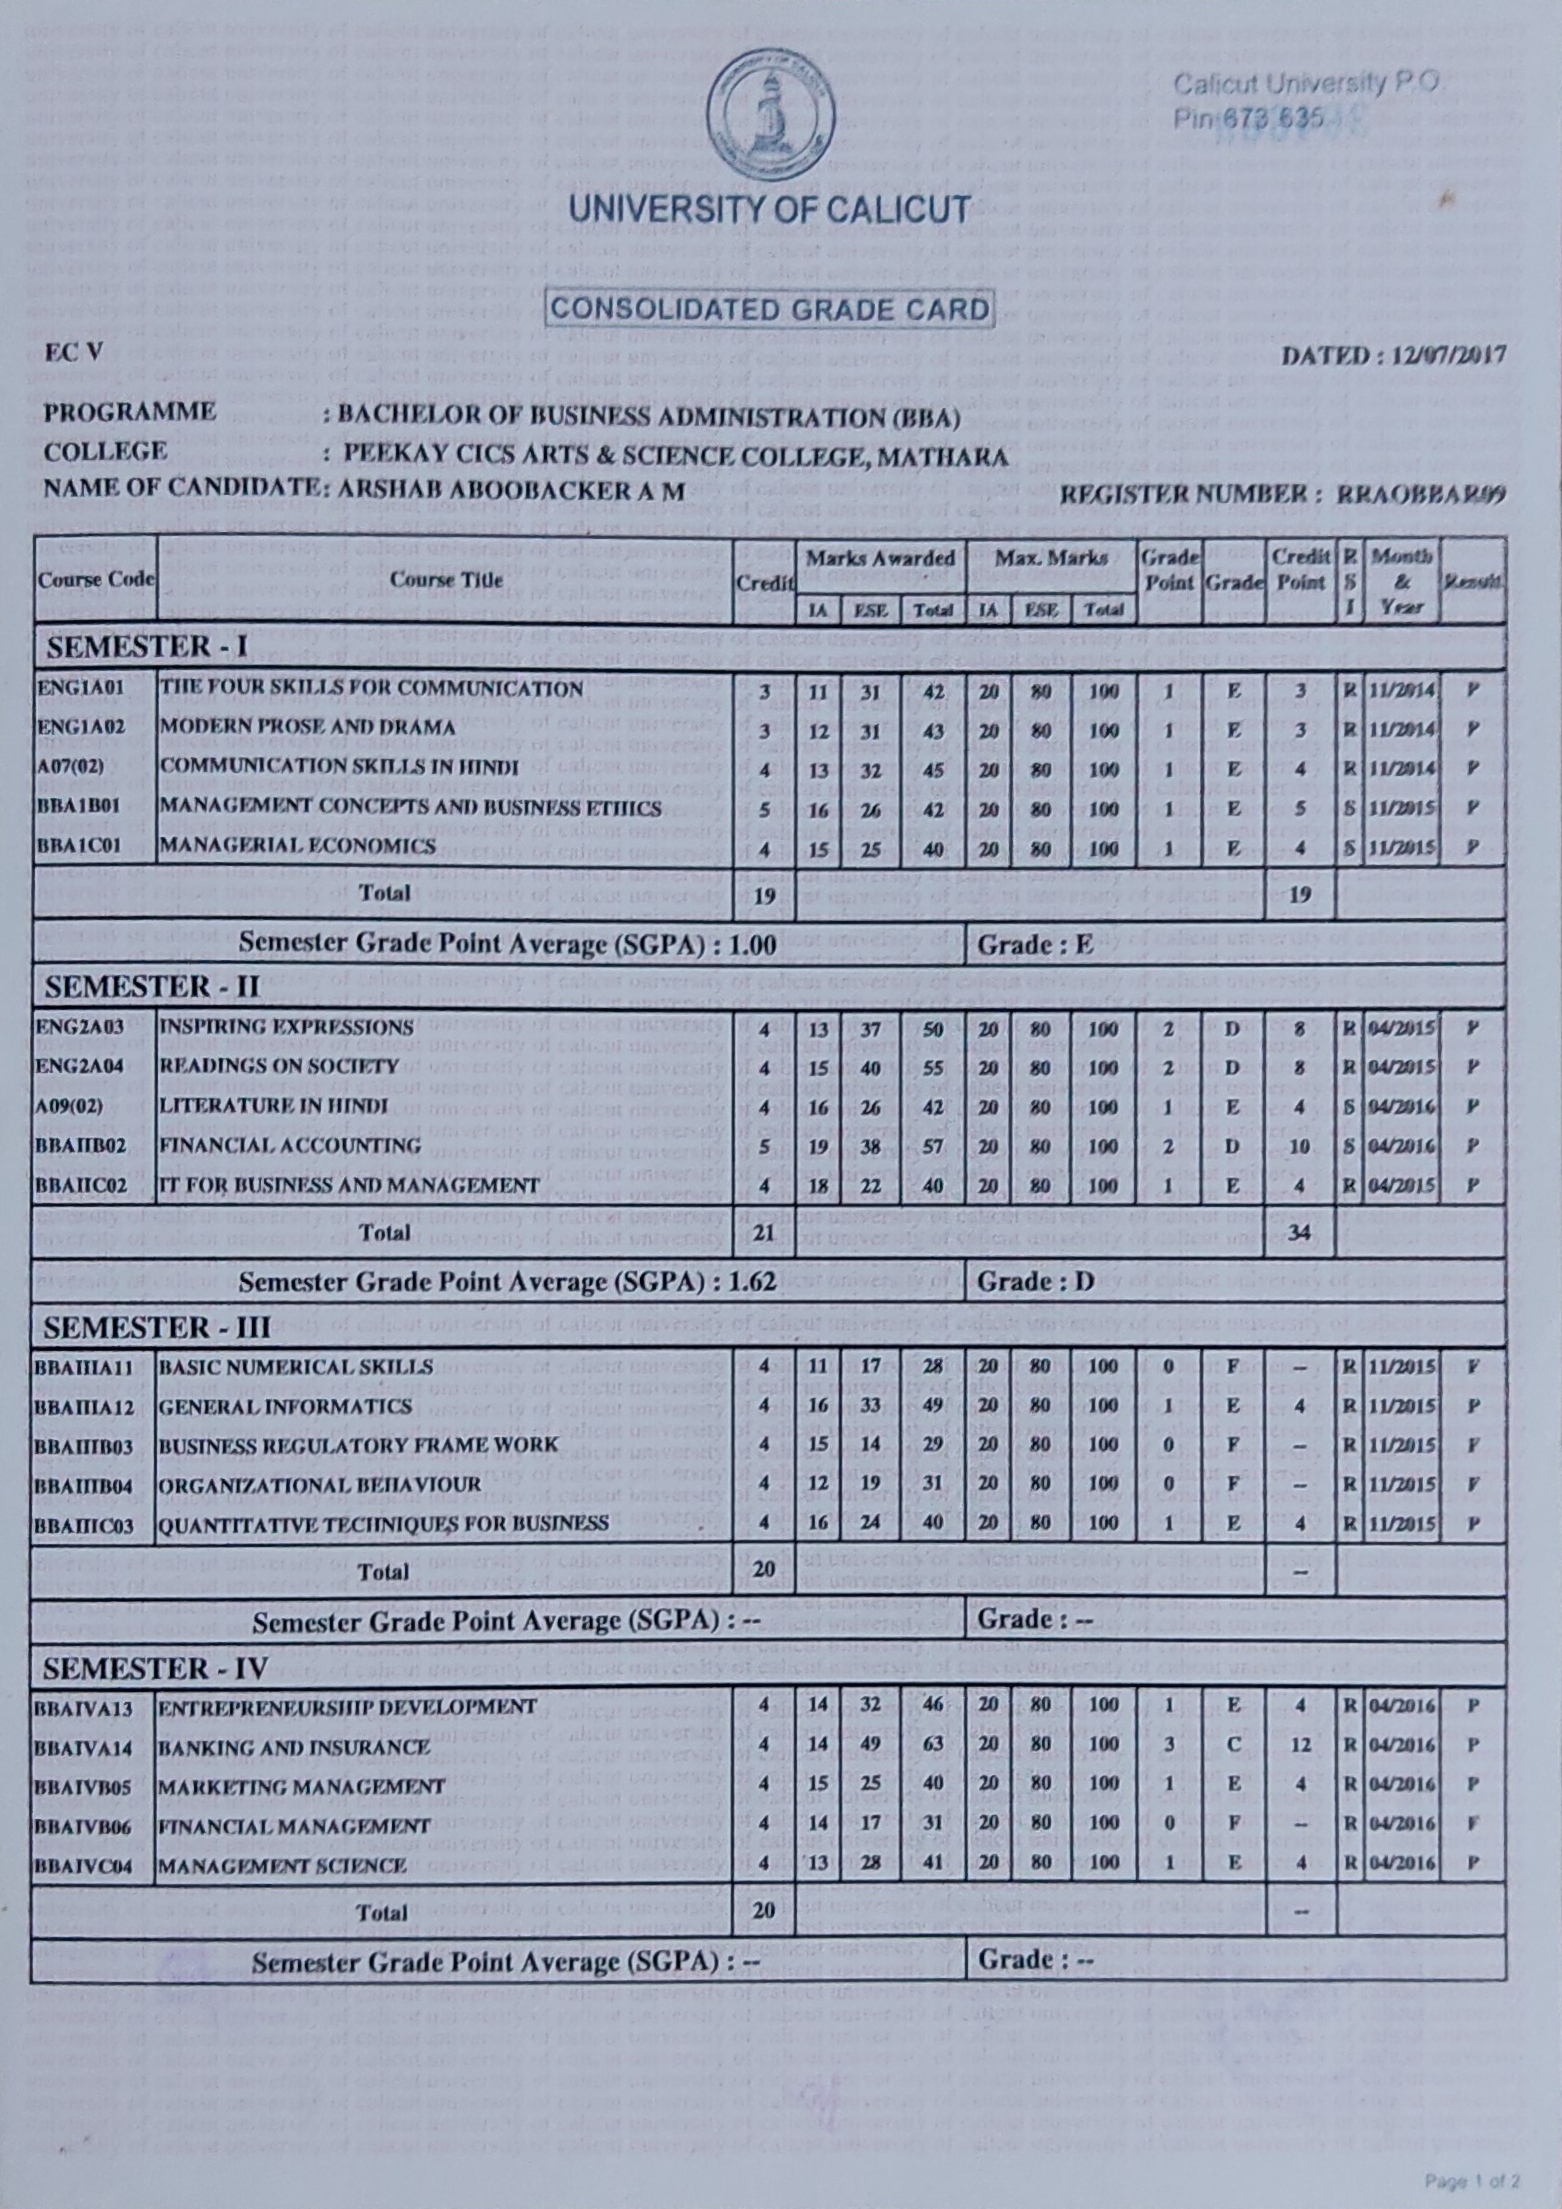 Calicut University P.O.
Pin 673 635
UNIVERSITY OF CALICUT
CONSOLIDATED GRADE CARD
EC V
DATED : 12/07/2017
PROGRAMME : BACHELOR OF BUSINESS ADMINISTRATION (BBA)
COLLEGE : PEEKAY CICS ARTS & SCIENCE COLLEGE, MATHARA
NAME OF CANDIDATE: ARSHAB ABOOBACKER A M REGISTER NUMBER : RRAOBBAR09
Course Code Course Title Credit Marks Awarded Max. Marks Grade Point Grade Credit Point R S I Month & Year Result
IA ESE Total IA ESE Total
SEMESTER - I
ENG1A01 THE FOUR SKILLS FOR COMMUNICATION 3 11 31 42 20 80 100 1 E 3 R 11/2014 P
ENG1A02 MODERN PROSE AND DRAMA 3 12 31 43 20 80 100 1 E 3 R 11/2014 P
A07(02) COMMUNICATION SKILLS IN HINDI 4 13 32 45 20 80 100 1 E 4 R 11/2014 P
BBA1B01 MANAGEMENT CONCEPTS AND BUSINESS ETHICS 5 16 26 42 20 80 100 1 E 5 S 11/2015 P
BBA1C01 MANAGERIAL ECONOMICS 4 15 25 40 20 80 100 1 E 4 S 11/2015 P
Total 19 19
Semester Grade Point Average (SGPA) : 1.00 Grade : E
SEMESTER - II
ENG2A03 INSPIRING EXPRESSIONS 4 13 37 50 20 80 100 2 D 8 R 04/2015 P
ENG2A04 READINGS ON SOCIETY 4 15 40 55 20 80 100 2 D 8 R 04/2015 P
A09(02) LITERATURE IN HINDI 4 16 26 42 20 80 100 1 E 4 S 04/2016 P
BBAIIB02 FINANCIAL ACCOUNTING 5 19 38 57 20 80 100 2 D 10 S 04/2016 P
BBAIIC02 IT FOR BUSINESS AND MANAGEMENT 4 18 22 40 20 80 100 1 E 4 R 04/2015 P
Total 21 34
Semester Grade Point Average (SGPA) : 1.62 Grade : D
SEMESTER - III
BBAIIIA11 BASIC NUMERICAL SKILLS 4 11 17 28 20 80 100 0 F -- R 11/2015 F
BBAIIIA12 GENERAL INFORMATICS 4 16 33 49 20 80 100 1 E 4 R 11/2015 P
BBAIIIB03 BUSINESS REGULATORY FRAME WORK 4 15 14 29 20 80 100 0 F -- R 11/2015 F
BBAIIIB04 ORGANIZATIONAL BEHAVIOUR 4 12 19 31 20 80 100 0 F -- R 11/2015 F
BBAIIIC03 QUANTITATIVE TECHNIQUES FOR BUSINESS 4 16 24 40 20 80 100 1 E 4 R 11/2015 P
Total 20 --
Semester Grade Point Average (SGPA) : -- Grade : --
SEMESTER - IV
BBAIVA13 ENTREPRENEURSHIP DEVELOPMENT 4 14 32 46 20 80 100 1 E 4 R 04/2016 P
BBAIVA14 BANKING AND INSURANCE 4 14 49 63 20 80 100 3 C 12 R 04/2016 P
BBAIVB05 MARKETING MANAGEMENT 4 15 25 40 20 80 100 1 E 4 R 04/2016 P
BBAIVB06 FINANCIAL MANAGEMENT 4 14 17 31 20 80 100 0 F -- R 04/2016 F
BBAIVC04 MANAGEMENT SCIENCE 4 13 28 41 20 80 100 1 E 4 R 04/2016 P
Total 20 --
Semester Grade Point Average (SGPA) : -- Grade : --
Page 1 of 2